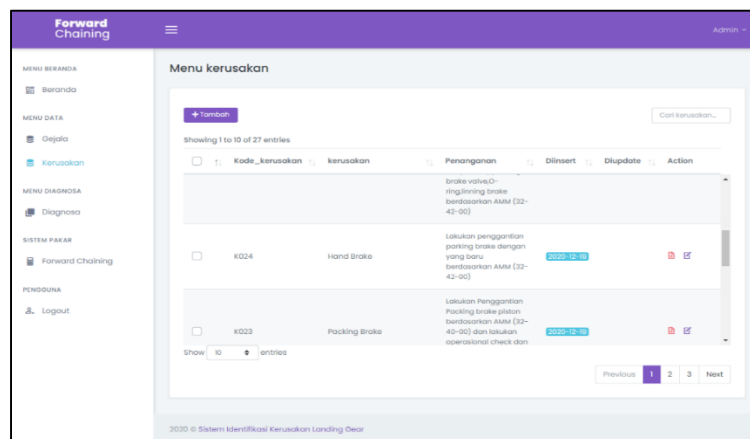 Forward
Chaining
Admin
MENU BERANDA
Beranda
MENU DATA
Gejala
Kerusakan
MENU DIAGNOSA
Diagnosa
SISTEM PAKAR
Forward Chaining
PENGGUNA
Logout
Menu kerusakan
+ Tambah
Cari kerusakan...
Showing 1 to 10 of 27 entries
Kode_kerusakan kerusakan Penanganan Diinsert Diupdate Action
brake valve,O-
ring,linning brake
berdasarkan AMM (32-
42-00)
Lakukan penggantian
parking brake dengan
K024 Hand Brake yang baru 2020-12-19
berdasarkan AMM (32-
42-00)
Lakukan Penggantian
Packing brake piston
berdasarkan AMM (32-
K023 Packing Brake 40-00) dan lakukan 2020-12-19
operasional check dan
Show 10 entries
Previous 1 2 3 Next
2020 © Sistem Identifikasi Kerusakan Landing Gear